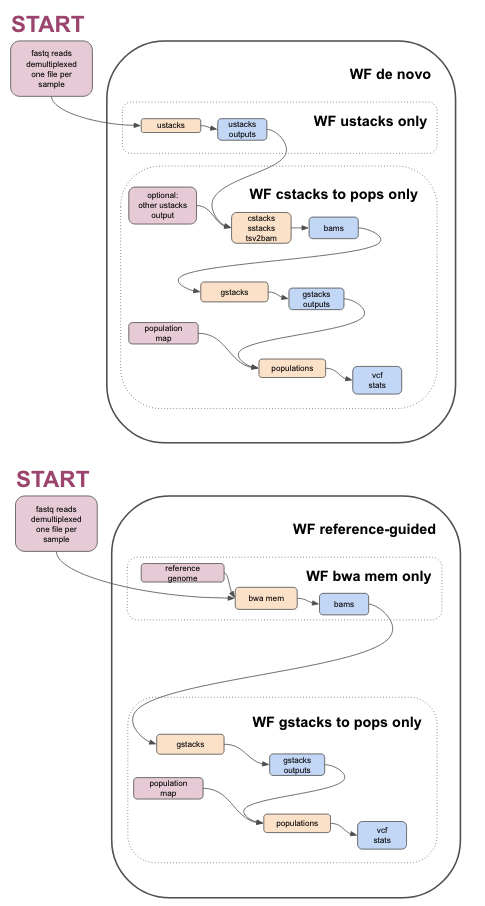 START
fastq reads
demultiplexed
one file per
sample
WF de novo
WF ustacks only
ustacks
ustacks
outputs
WF cstacks to pops only
optional:
other ustacks
output
cstacks
sstacks
tsv2bam
bams
gstacks
gstacks
outputs
population
map
populations
vcf
stats
START
fastq reads
demultiplexed
one file per
sample
WF reference-guided
WF bwa mem only
reference
genome
bwa mem
bams
WF gstacks to pops only
gstacks
gstacks
outputs
population
map
populations
vcf
stats